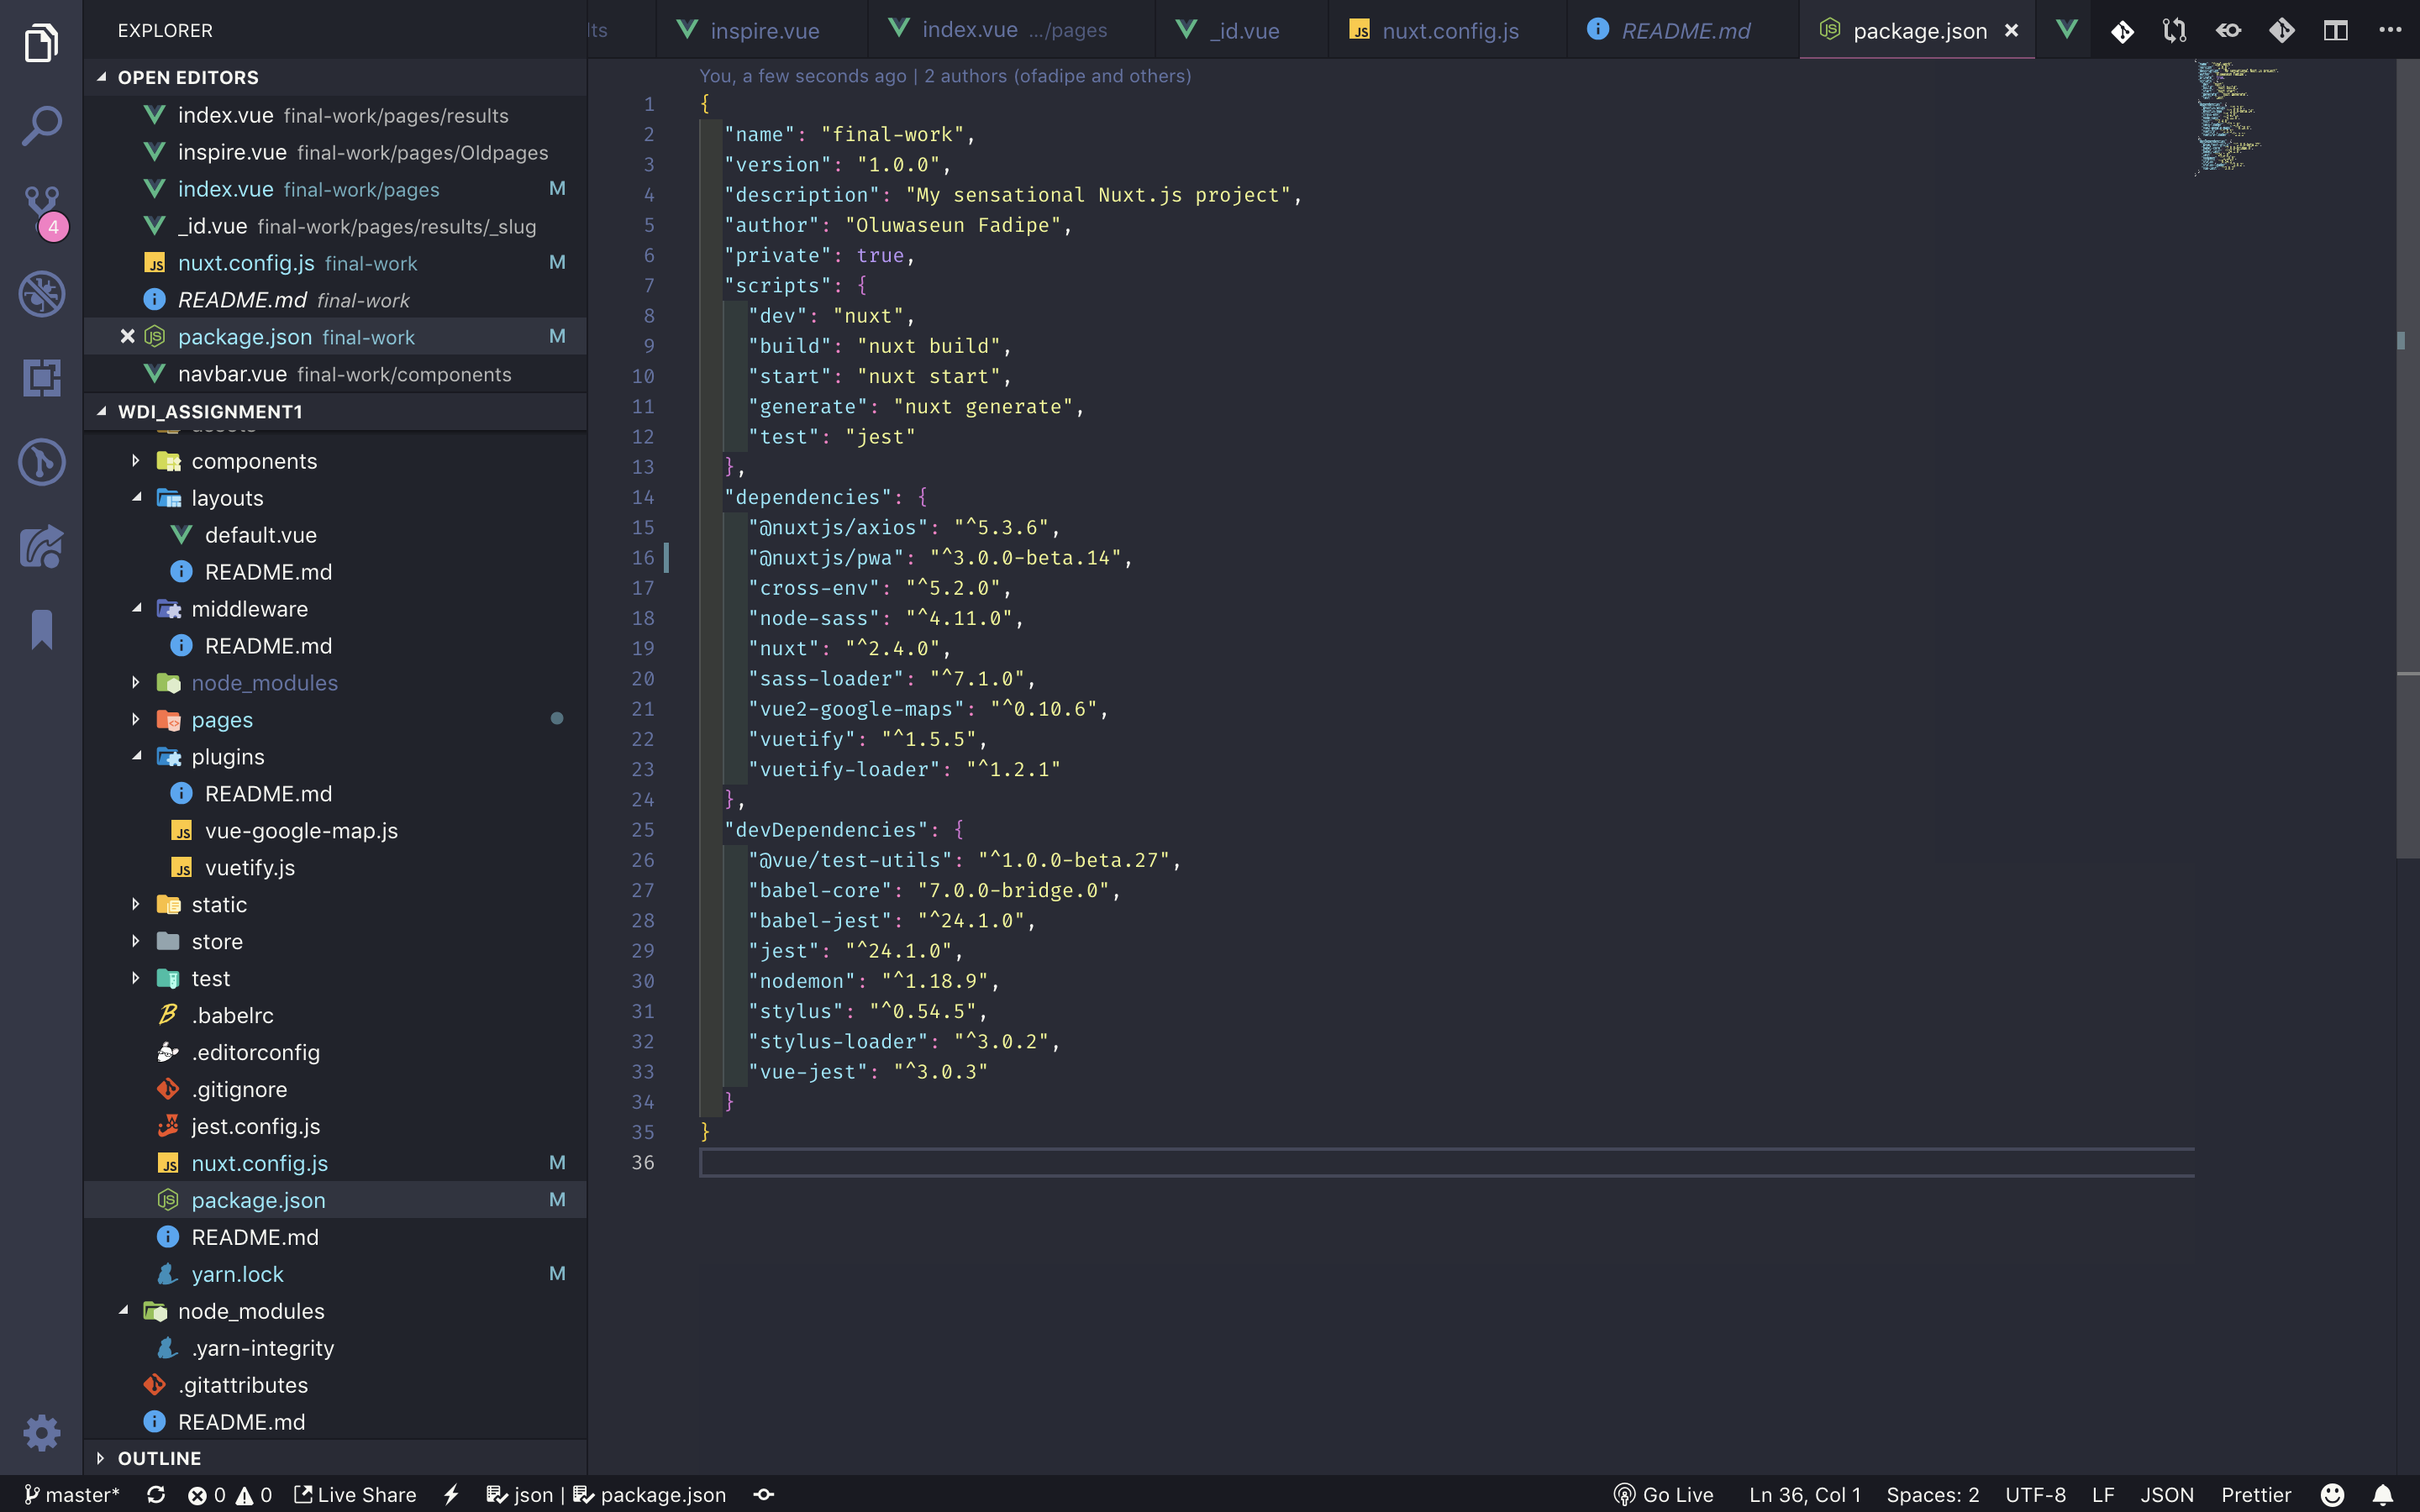 EXPLORER
OPEN EDITORS
index.vue final-work/pages/results
inspire.vue final-work/pages/Oldpages
index.vue final-work/pages M
_id.vue final-work/pages/results/_slug
nuxt.config.js final-work M
README.md final-work
package.json final-work M
navbar.vue final-work/components
4
WDI_ASSIGNMENT1
components
layouts
default.vue
README.md
middleware
README.md
node_modules
pages
plugins
README.md
vue-google-map.js
vuetify.js
static
store
test
.babelrc
.editorconfig
.gitignore
jest.config.js
nuxt.config.js M
package.json M
README.md
yarn.lock M
node_modules
.yarn-integrity
.gitattributes
README.md
OUTLINE
lts inspire.vue index.vue .../pages _id.vue nuxt.config.js README.md package.json
You, a few seconds ago | 2 authors (ofadipe and others)
1 {
2 "name": "final-work",
3 "version": "1.0.0",
4 "description": "My sensational Nuxt.js project",
5 "author": "Oluwaseun Fadipe",
6 "private": true,
7 "scripts": {
8 "dev": "nuxt",
9 "build": "nuxt build",
10 "start": "nuxt start",
11 "generate": "nuxt generate",
12 "test": "jest"
13 },
14 "dependencies": {
15 "@nuxtjs/axios": "^5.3.6",
16 "@nuxtjs/pwa": "^3.0.0-beta.14",
17 "cross-env": "^5.2.0",
18 "node-sass": "^4.11.0",
19 "nuxt": "^2.4.0",
20 "sass-loader": "^7.1.0",
21 "vue2-google-maps": "^0.10.6",
22 "vuetify": "^1.5.5",
23 "vuetify-loader": "^1.2.1"
24 },
25 "devDependencies": {
26 "@vue/test-utils": "^1.0.0-beta.27",
27 "babel-core": "7.0.0-bridge.0",
28 "babel-jest": "^24.1.0",
29 "jest": "^24.1.0",
30 "nodemon": "^1.18.9",
31 "stylus": "^0.54.5",
32 "stylus-loader": "^3.0.2",
33 "vue-jest": "^3.0.3"
34 }
35 }
36
master* 0 0 Live Share json | package.json Go Live Ln 36, Col 1 Spaces: 2 UTF-8 LF JSON Prettier